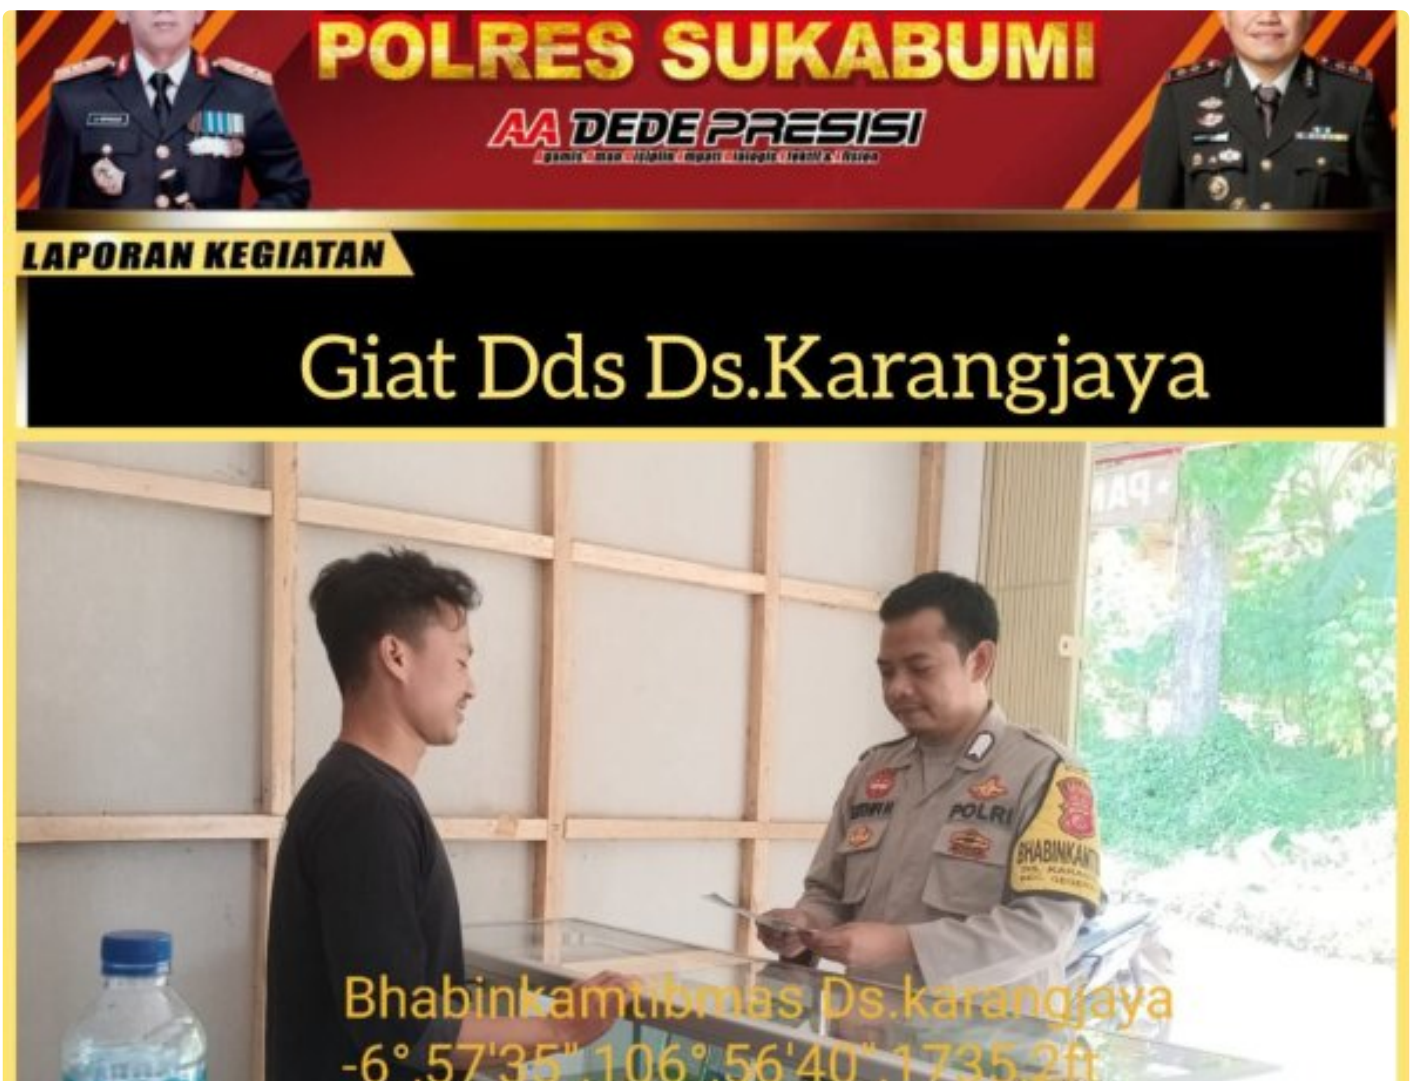 POLRES SUKABUMI
AA DEDE PRESISI
LAPORAN KEGIATAN
Giat Dds Ds.Karangjaya
POLRI
BHABINKAMT
Bhabinkamtibmas Ds.karangjaya
-6°,57'35",106°,56'40",1735.2ft